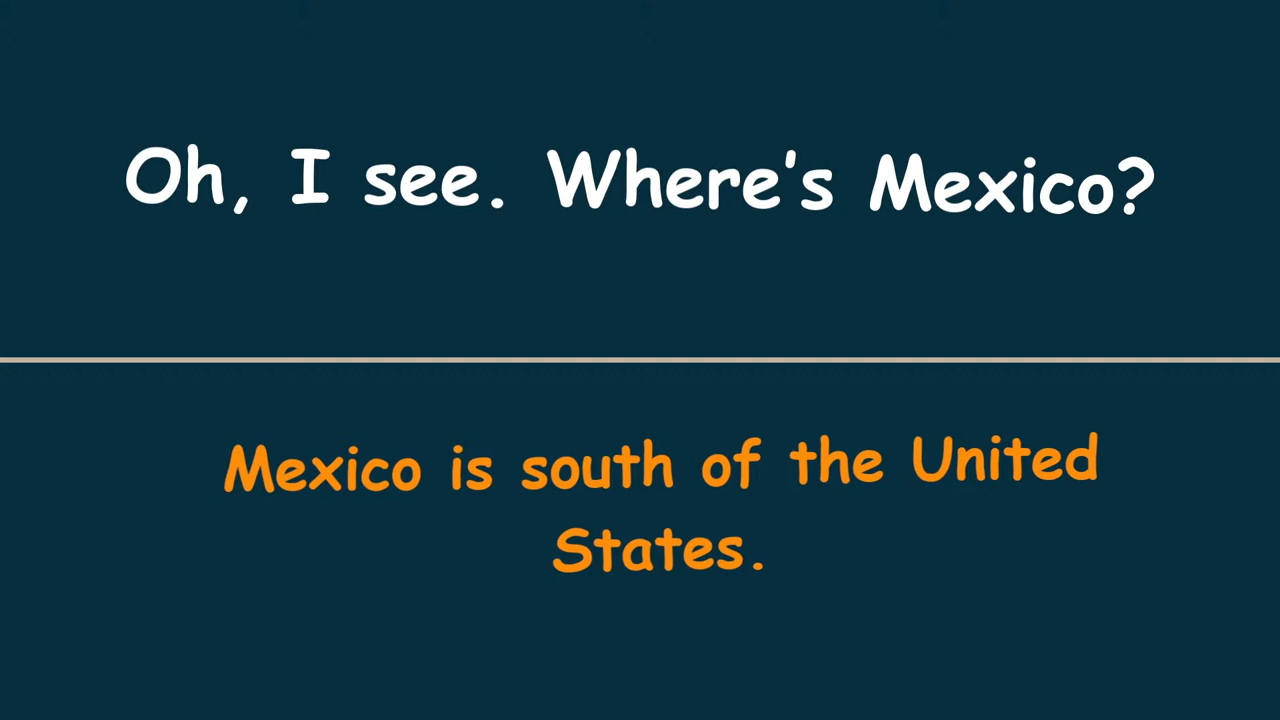 Oh, I see. Where's Mexico?
Mexico is south of the United
States.